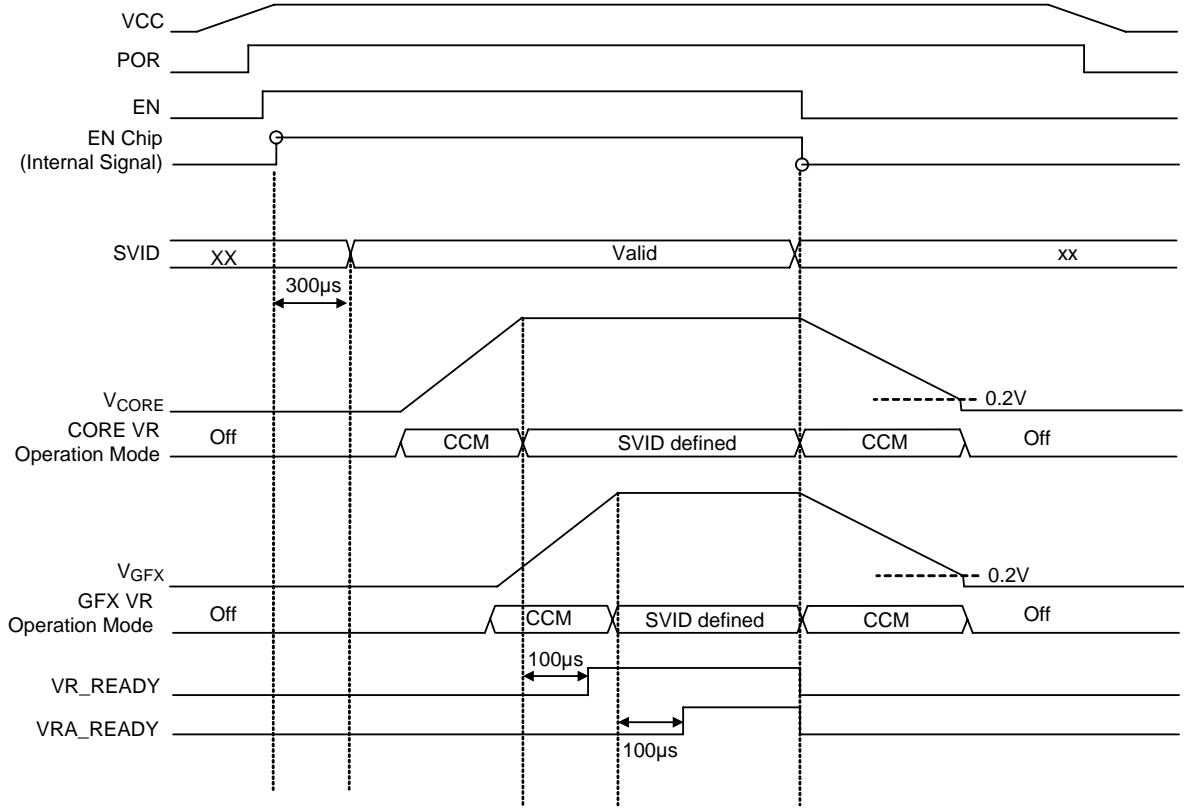 VCC
POR
EN
EN Chip
(Internal Signal)
SVID XX Valid xx
300µs
VCORE 0.2V
CORE VR
Operation Mode Off CCM SVID defined CCM Off
VGFX 0.2V
GFX VR
Operation Mode Off CCM SVID defined CCM Off
100µs
VR_READY
VRA_READY
100µs